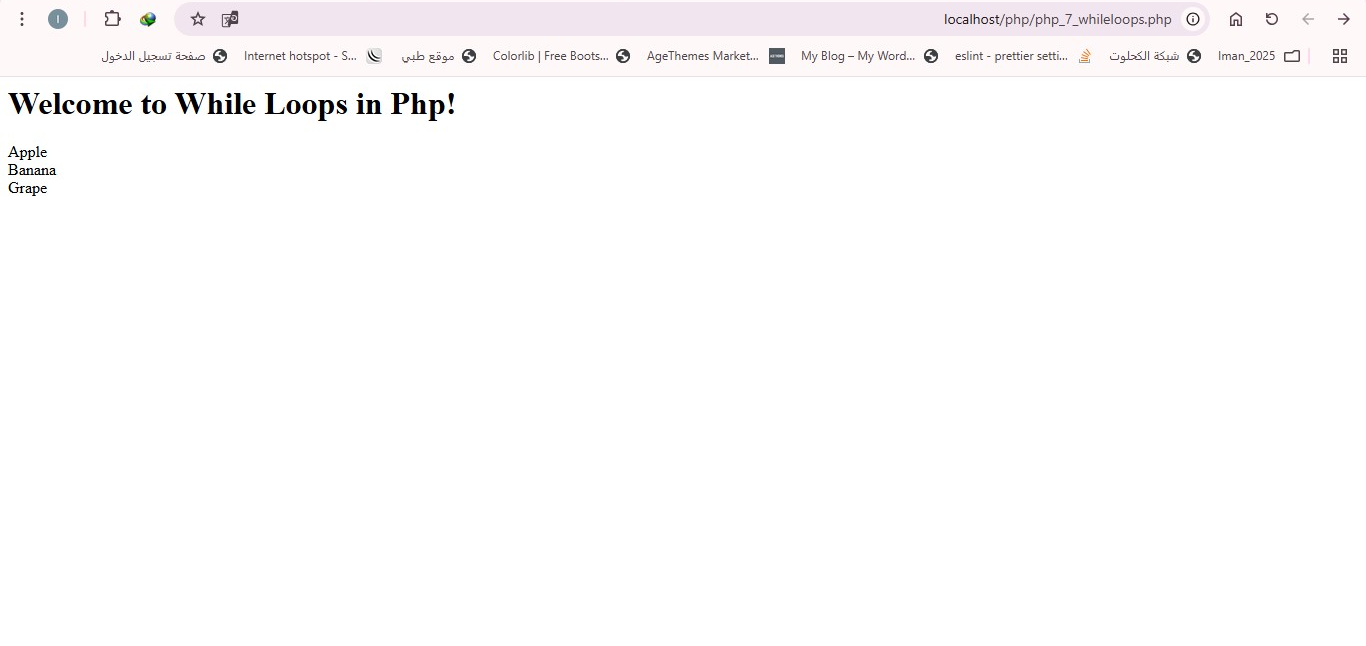 I
localhost/php/php_7_whileloops.php
صفحة تسجيل الدخول
Internet hotspot - S...
موقع طبي
Colorlib | Free Boots...
AgeThemes Market...
My Blog – My Word...
eslint - prettier setti...
شبكة الكحلوت
Iman_2025
Welcome to While Loops in Php!
Apple
Banana
Grape